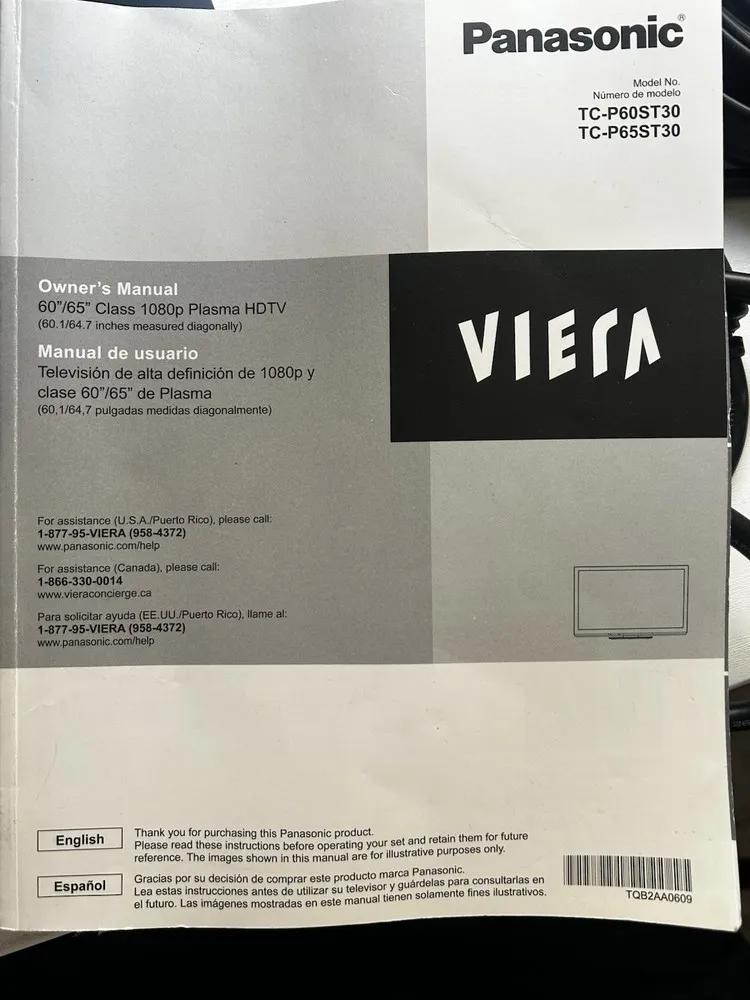 Panasonic®
Model No.
Número de modelo
TC-P60ST30
TC-P65ST30
Owner's Manual
60"/65" Class 1080p Plasma HDTV
(60.1/64.7 inches measured diagonally)
Manual de usuario
Televisión de alta definición de 1080p y
clase 60"/65" de Plasma
(60,1/64,7 pulgadas medidas diagonalmente)
VIERA
For assistance (U.S.A./Puerto Rico), please call:
1-877-95-VIERA (958-4372)
www.panasonic.com/help
For assistance (Canada), please call:
1-866-330-0014
www.vieraconcierge.ca
Para solicitar ayuda (EE.UU./Puerto Rico), llame al:
1-877-95-VIERA (958-4372)
www.panasonic.com/help
English
Thank you for purchasing this Panasonic product.
Please read these instructions before operating your set and retain them for future
reference. The images shown in this manual are for illustrative purposes only.
Español
Gracias por su decisión de comprar este producto marca Panasonic.
Lea estas instrucciones antes de utilizar su televisor y guárdelas para consultarlas en
el futuro. Las imágenes mostradas en este manual tienen solamente fines ilustrativos.
TQB2AA0609